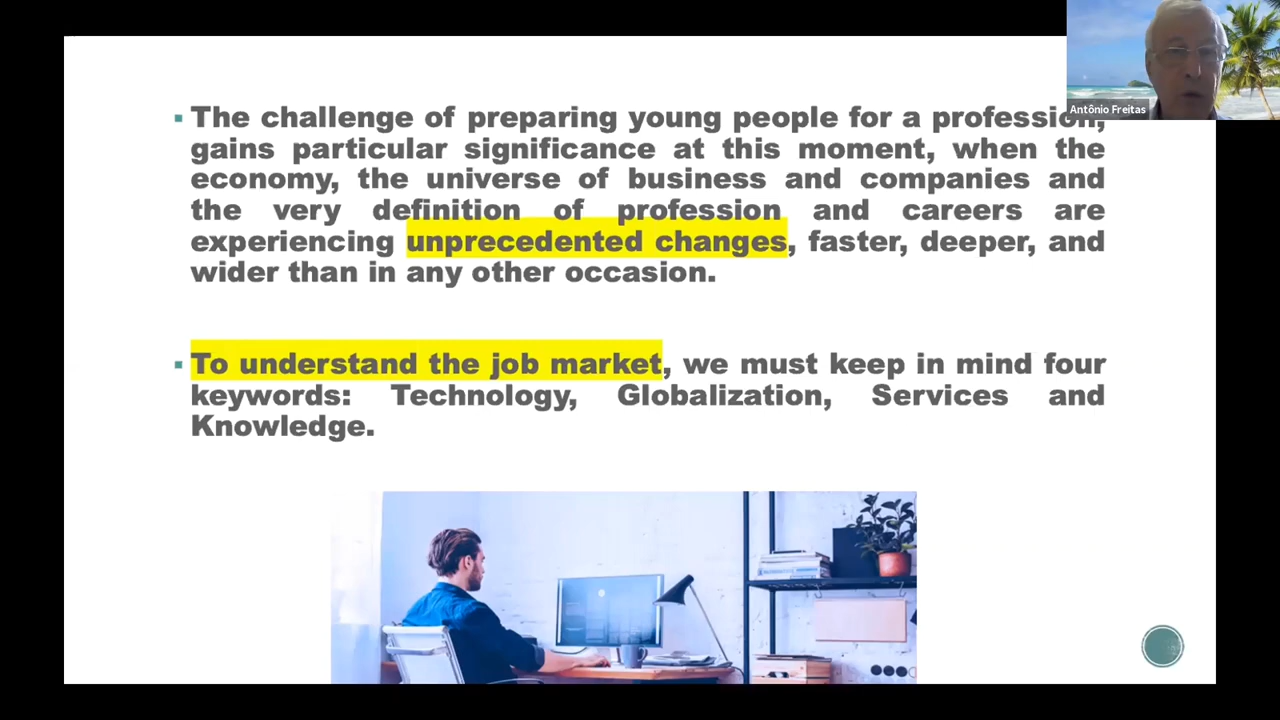 The challenge of preparing young people for a profession,
gains particular significance at this moment, when the
economy, the universe of business and companies and
the very definition of profession and careers are
experiencing unprecedented changes, faster, deeper, and
wider than in any other occasion.
To understand the job market, we must keep in mind four
keywords: Technology, Globalization, Services and
Knowledge.
Antônio Freitas